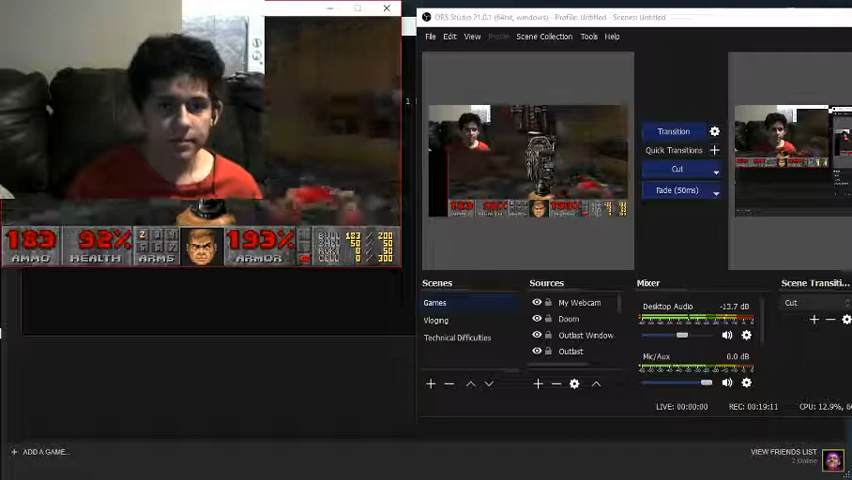 OBS Studio 21.0.1 (64bit, windows) - Profile: Untitled - Scenes: Untitled
File Edit View Profile Scene Collection Tools Help
Transition
Quick Transitions
Cut
Fade (50ms)
183 92% 2 3 4 193%
5 6 7
AMMO HEALTH ARMS ARMOR
BULL 183 / 200
SHEL 50 / 50
RCKT 0 / 50
CELL 0 / 300
Scenes Sources Mixer Scene Transiti...
Games
Vloging
Technical Difficulties
My Webcam
Doom
Outlast Window
Outlast
Desktop Audio -13.7 dB
Mic/Aux 0.0 dB
Cut
LIVE: 00:00:00 REC: 00:19:11 CPU: 12.9%, 6
ADD A GAME...
VIEW FRIENDS LIST
2 Online